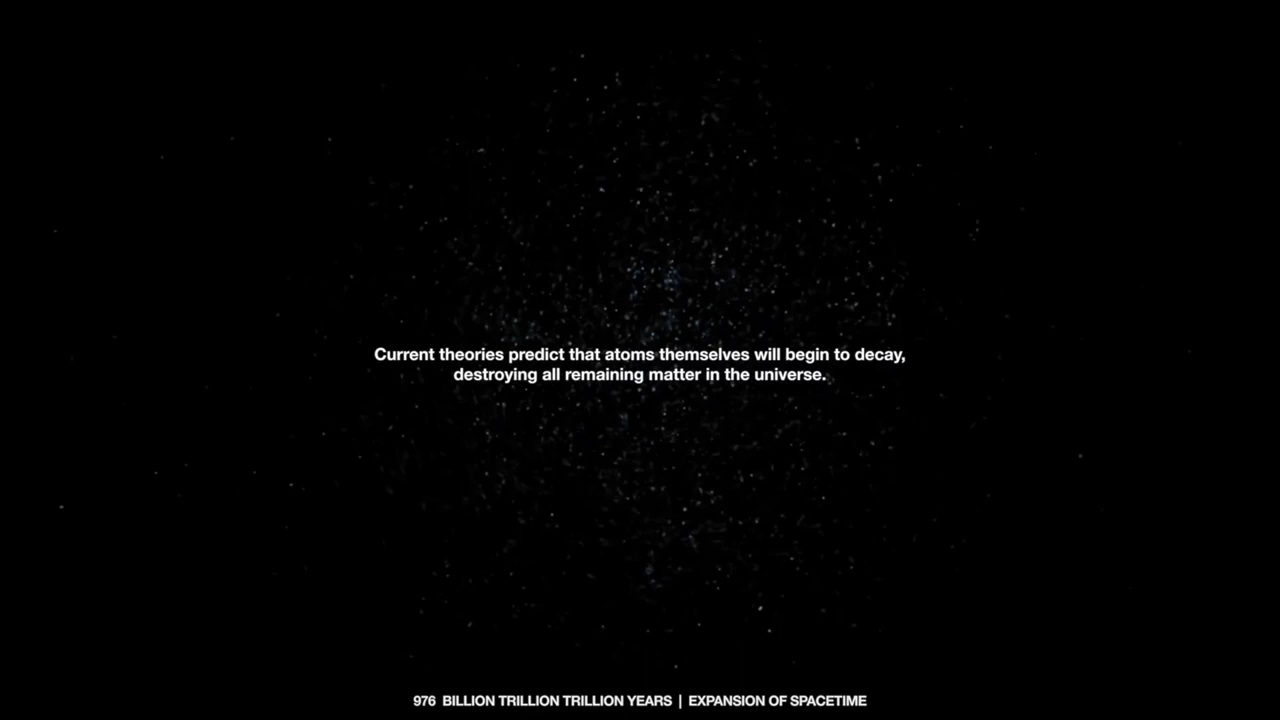 Current theories predict that atoms themselves will begin to decay,
destroying all remaining matter in the universe.
976 BILLION TRILLION TRILLION YEARS | EXPANSION OF SPACETIME